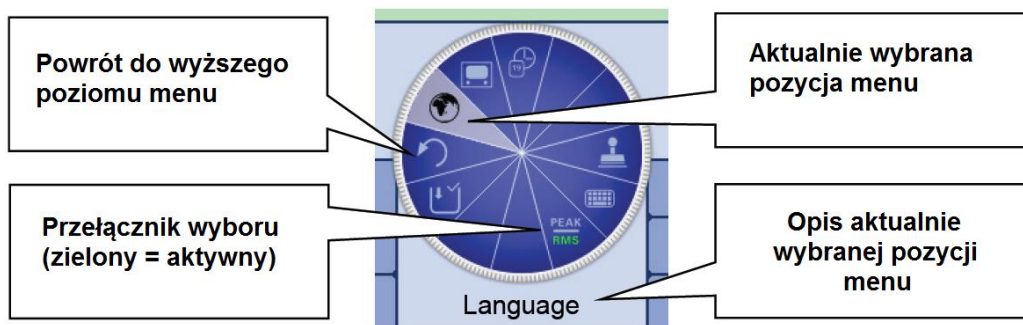 Powrót do wyższego
poziomu menu
Aktualnie wybrana
pozycja menu
19
Przełącznik wyboru
(zielony = aktywny)
PEAK
RMS
Opis aktualnie
wybranej pozycji
menu
Language